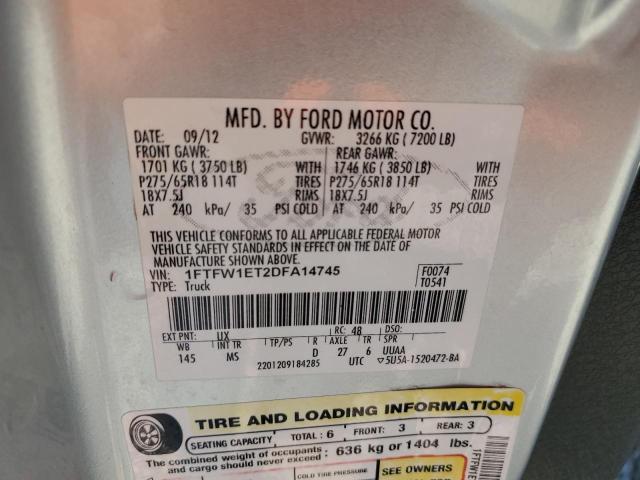 MFD. BY FORD MOTOR CO.
DATE: 09/12 GVWR: 3266 KG ( 7200 LB)
FRONT GAWR: REAR GAWR:
1701 KG ( 3750 LB) WITH 1746 KG ( 3850 LB) WITH
P275/65R18 114T TIRES P275/65R18 114T TIRES
18X7.5J RIMS 18X7.5J RIMS
AT 240 kPa/ 35 PSI COLD AT 240 kPa/ 35 PSI COLD
THIS VEHICLE CONFORMS TO ALL APPLICABLE FEDERAL MOTOR
VEHICLE SAFETY STANDARDS IN EFFECT ON THE DATE OF
MANUFACTURE SHOWN ABOVE.
VIN: 1FTFW1ET2DFA14745 F0074
TYPE: Truck T0541
EXT PNT: UX RC: 48 DSO:
WB INT TR TP/PS R AXLE TR SPR
145 MS D 27 6 UUAA
2201209184285 UTC ▽5U5A-1520472-BA
TIRE AND LOADING INFORMATION
SEATING CAPACITY TOTAL: 6 FRONT: 3 REAR: 3
The combined weight of occupants and cargo should never exceed: 636 kg or 1404 lbs.
COLD TIRE PRESSURE SEE OWNERS
1FTFW1E